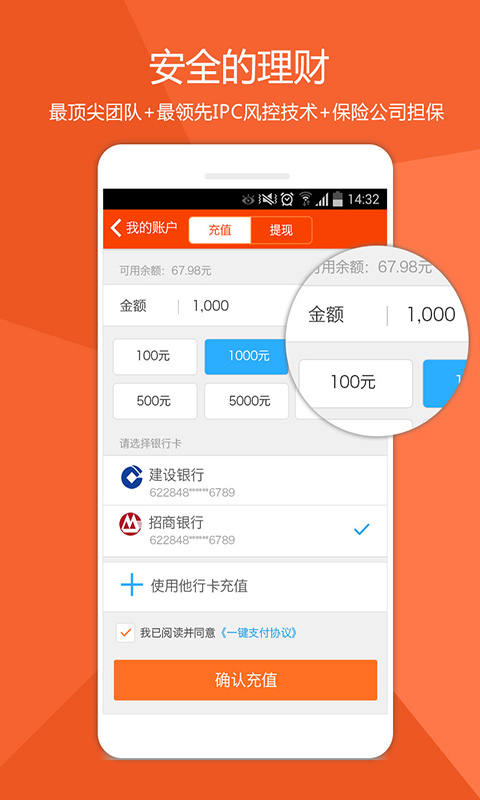 安全的理财
最顶尖团队+最领先IPC风控技术+保险公司担保
14:32
我的账户 充值 提现
可用余额：67.98元
金额 1,000
100元 1000元
500元 5000元
可用余额：67.98元
金额 1,000
100元
请选择银行卡
建设银行
622848******6789
招商银行
622848******6789
使用他行卡充值
我已阅读并同意《一键支付协议》
确认充值